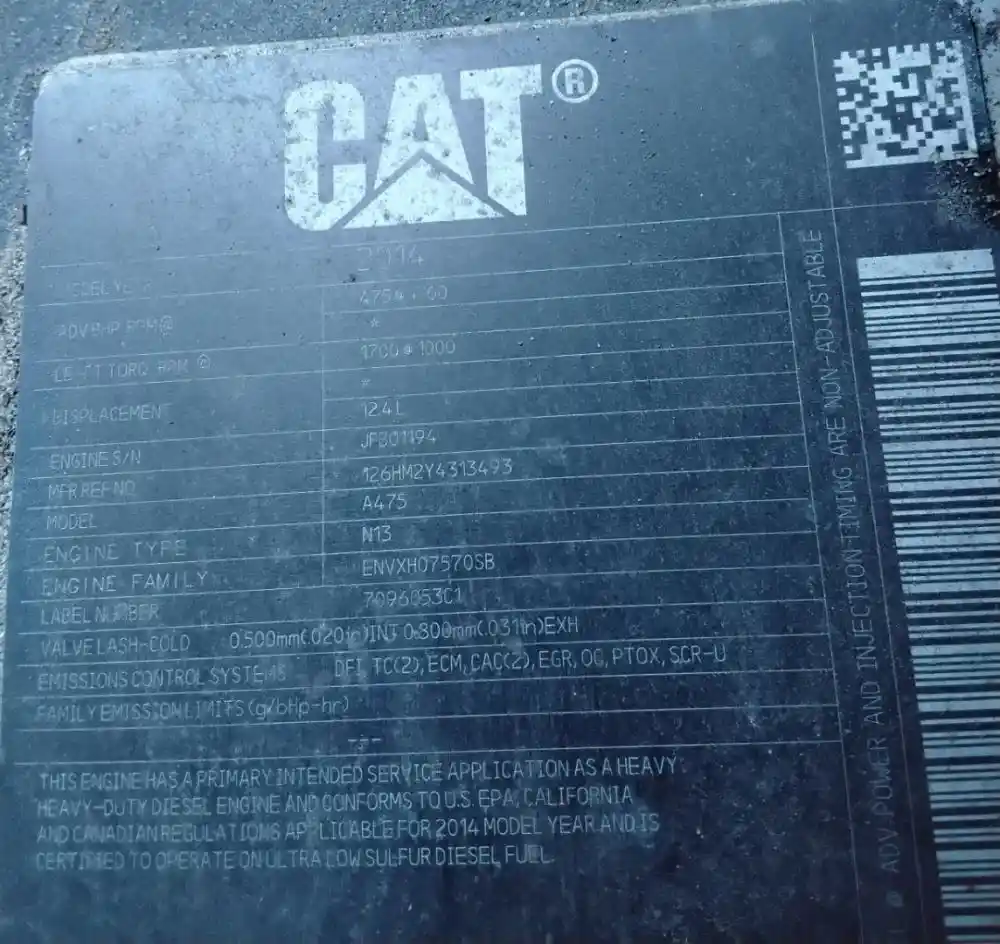 CAT®
2014
ADV BHP RPM@
*
1700@1000
*
DISPLACEMENT 12.4L
ENGINE S/N JFB01194
MFR REF NO 126HM2Y4313493
MODEL A475
ENGINE TYPE N13
ENGINE FAMILY ENVXH07570SB
LABEL NUMBER 7096053C1
VALVE LASH-COLD 0.500mm(.020in)INT 0.800mm(.031in)EXH
EMISSIONS CONTROL SYSTEMS DFI, TC(2), ECM, CAC(2), EGR, OC, PTOX, SCR-U
FAMILY EMISSION LIMITS (g/bHp-hr)
---
THIS ENGINE HAS A PRIMARY INTENDED SERVICE APPLICATION AS A HEAVY
HEAVY-DUTY DIESEL ENGINE AND CONFORMS TO U.S. EPA, CALIFORNIA
AND CANADIAN REGULATIONS APPLICABLE FOR 2014 MODEL YEAR AND IS
CERTIFIED TO OPERATE ON ULTRA LOW SULFUR DIESEL FUEL.
ADV POWER AND INJECTION TIMING ARE NON-ADJUSTABLE